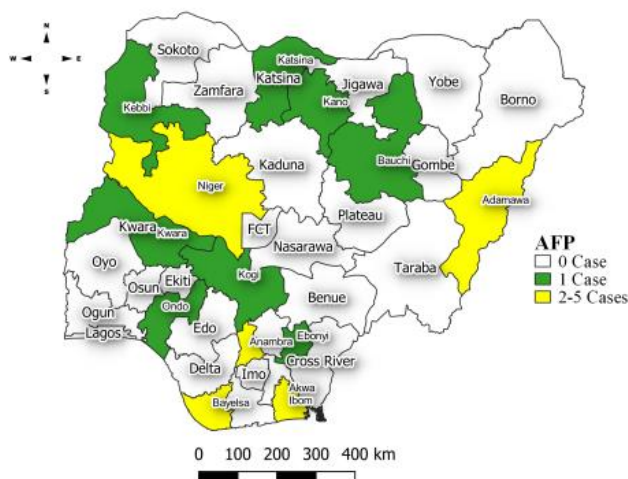 N
W E
S
Sokoto
Katsina
Katsina
Zamfara
Jigawa
Yobe
Borno
Kebbi
Kano
Kaduna
Bauchi
Gombe
Niger
Adamawa
Plateau
Kwara
Kwara
FCT
Nasarawa
Taraba
Oyo
Kogi
Osun
Ekiti
Benue
Ondo
Ogun
Lagos
Edo
Anambra
Ebonyi
Cross River
Delta
Imo
Akwa
Ibom
Bayelsa
AFP
0 Case
1 Case
2-5 Cases
0 100 200 300 400 km